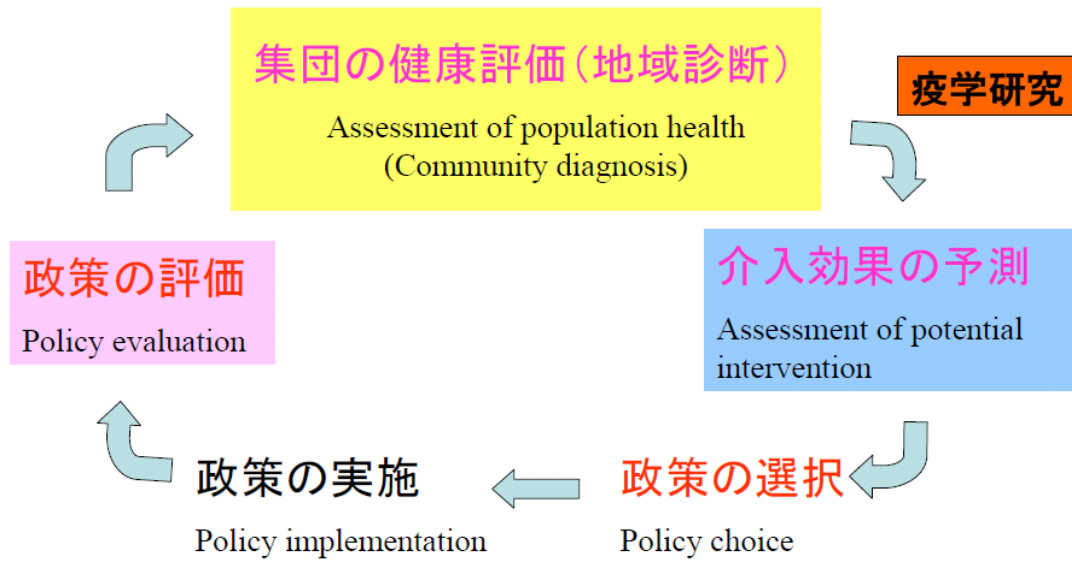 集団の健康評価(地域診断)
Assessment of population health
(Community diagnosis)
疫学研究
介入効果の予測
Assessment of potential
intervention
政策の選択
Policy choice
政策の実施
Policy implementation
政策の評価
Policy evaluation